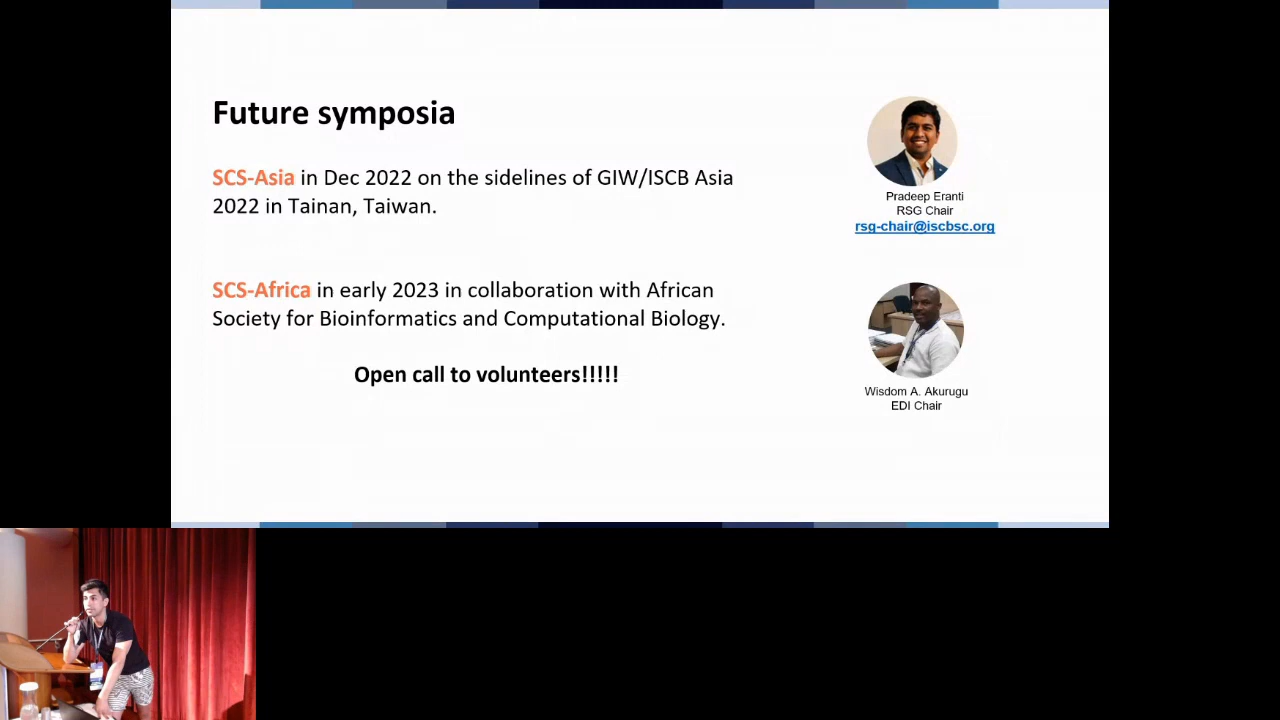 Future symposia
SCS-Asia in Dec 2022 on the sidelines of GIW/ISCB Asia
2022 in Tainan, Taiwan.
SCS-Africa in early 2023 in collaboration with African
Society for Bioinformatics and Computational Biology.
Open call to volunteers!!!!!
Pradeep Eranti
RSG Chair
rsg-chair@iscbsc.org
Wisdom A. Akurugu
EDI Chair